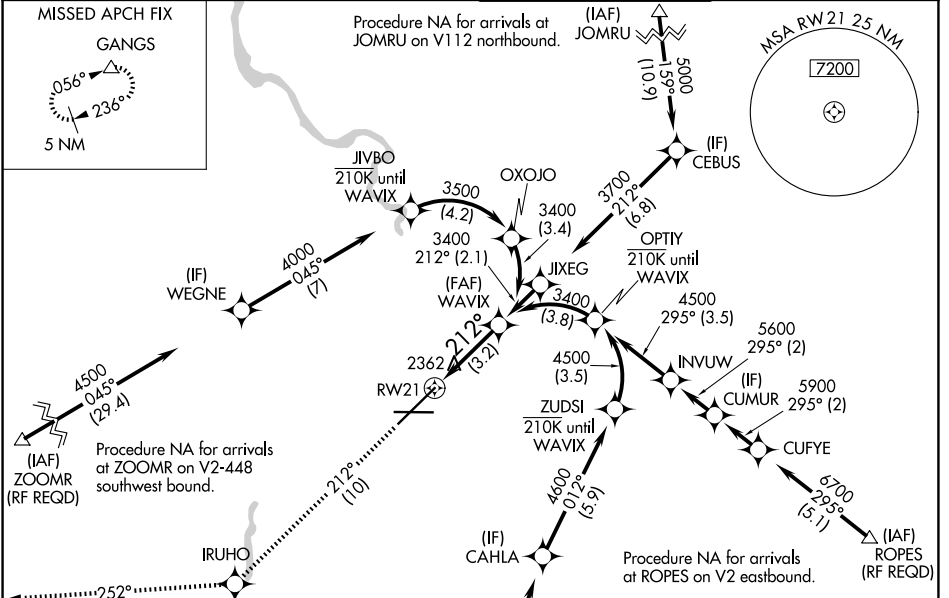 MISSED APCH FIX
GANGS
056°
236°
5 NM
Procedure NA for arrivals at
JOMRU on V112 northbound.
(IAF)
JOMRU
5000
159°
(10.9)
MSA RW 21 25 NM
7200
(IF)
CEBUS
3700
212°
(6.8)
JIVBO
210K until
WAVIX
3500
(4.2)
OXOJO
3400
(3.4)
3400
212° (2.1)
JIXEG
OPTIY
210K until
WAVIX
(FAF)
WAVIX
3400
(3.8)
4500
295° (3.5)
(IF)
WEGNE
4000
045°
(7)
212°
(3.2)
2362
RW21
4500
(3.5)
INVUW
5600
295° (2)
(IF)
CUMUR
5900
295° (2)
CUFYE
ZUDSI
210K until
WAVIX
4500
045°
(29.4)
(IAF)
ZOOMR
(RF REQD)
Procedure NA for arrivals
at ZOOMR on V2-448
southwest bound.
212°
(10)
4600
012°
(5.9)
6700
295°
(5.1)
(IAF)
ROPES
(RF REQD)
(IF)
CAHLA
Procedure NA for arrivals
at ROPES on V2 eastbound.
IRUHO
252°